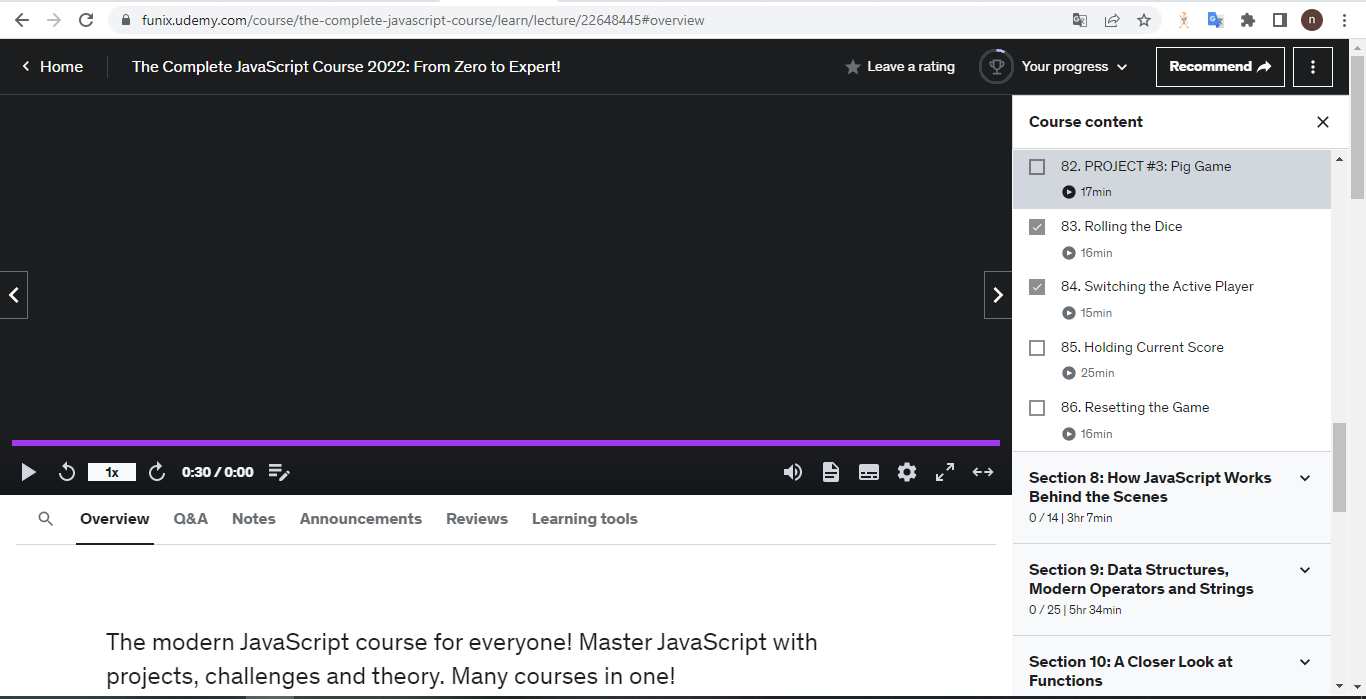 funix.udemy.com/course/the-complete-javascript-course/learn/lecture/22648445#overview
n
Home
The Complete JavaScript Course 2022: From Zero to Expert!
Leave a rating
Your progress
Recommend
Course content
82. PROJECT #3: Pig Game
17min
83. Rolling the Dice
16min
84. Switching the Active Player
15min
85. Holding Current Score
25min
86. Resetting the Game
16min
Section 8: How JavaScript Works
Behind the Scenes
0 / 14 | 3hr 7min
Section 9: Data Structures,
Modern Operators and Strings
0 / 25 | 5hr 34min
Section 10: A Closer Look at
Functions
1x
0:30 / 0:00
Overview
Q&A
Notes
Announcements
Reviews
Learning tools
The modern JavaScript course for everyone! Master JavaScript with
projects, challenges and theory. Many courses in one!